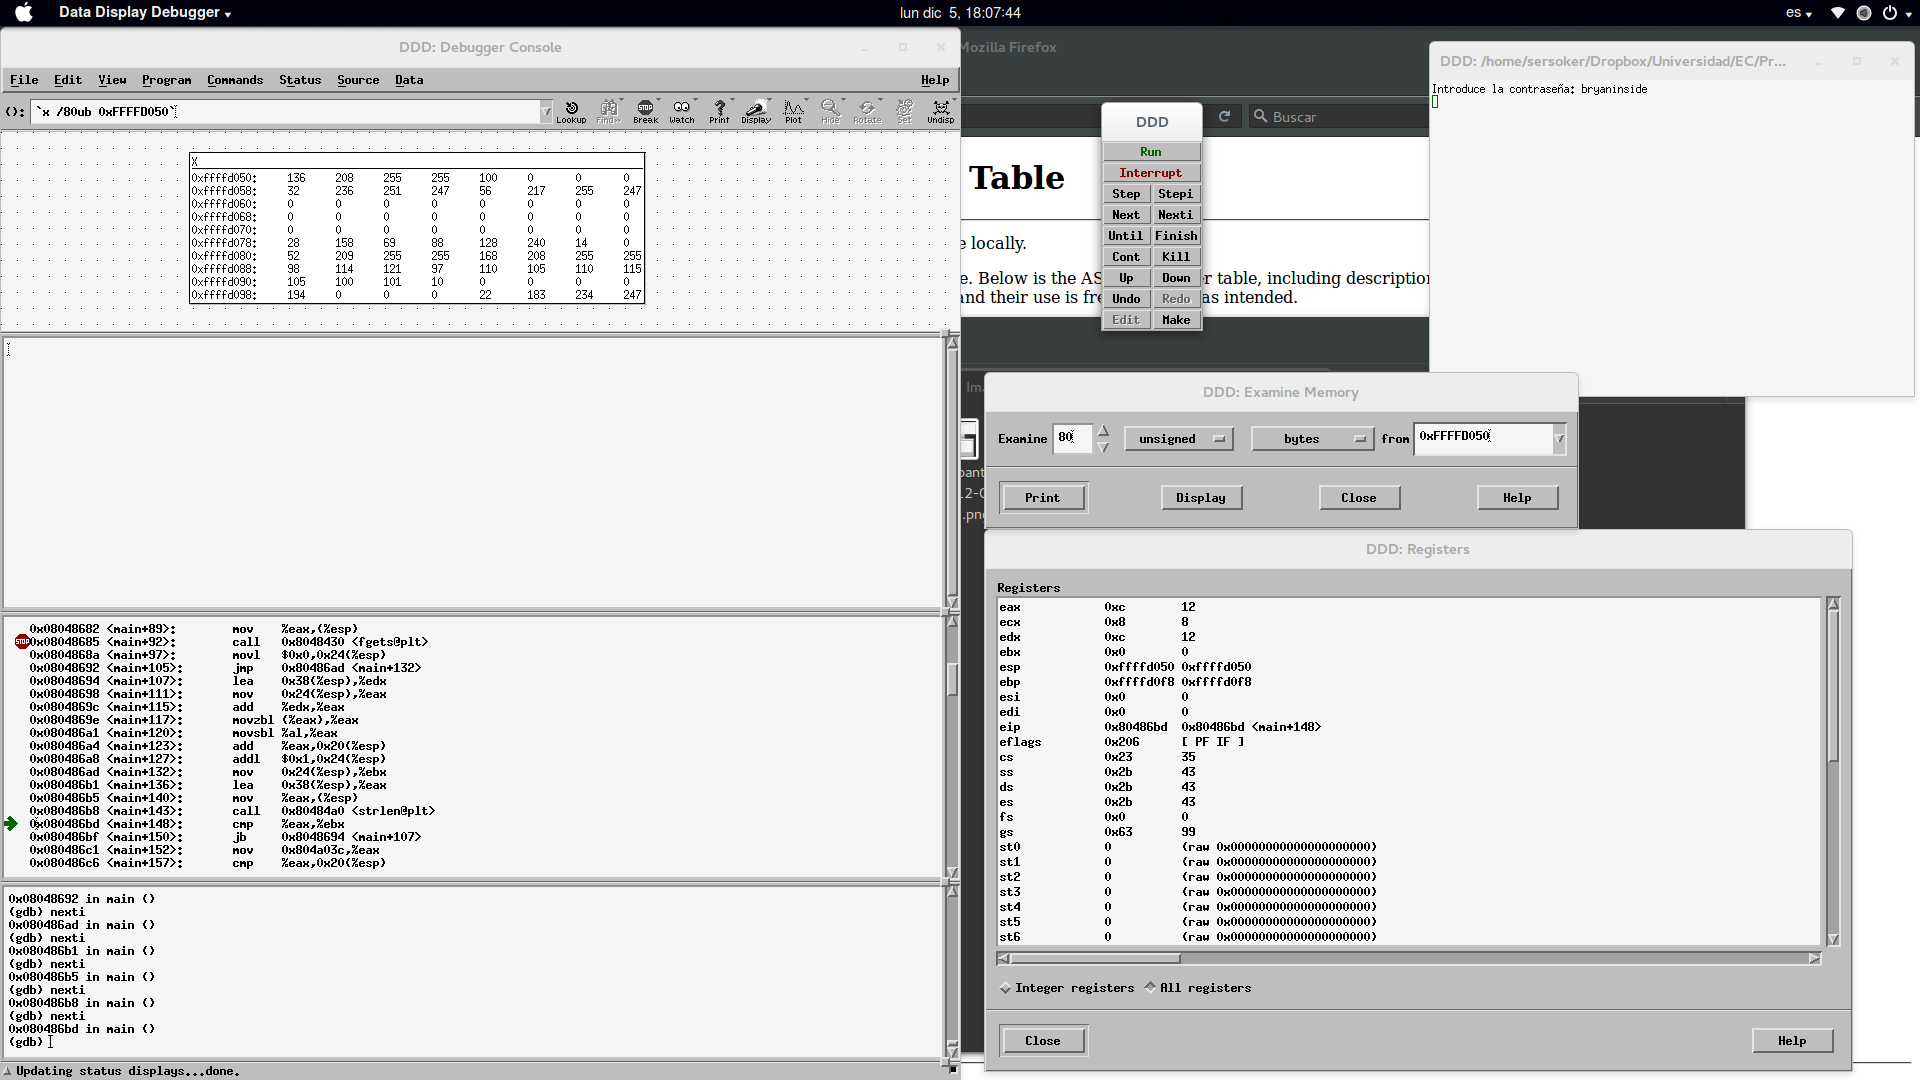 Data Display Debugger
lun dic 5, 18:07:44
es
DDD: Debugger Console
File Edit View Program Commands Status Source Data Help
(): `x /80ub 0xFFFFD050`
Lookup Find» Break Watch Print Display Plot Hide Rotate Set Undisp
X
0xffffd050: 136 208 255 255 100 0 0 0
0xffffd058: 32 236 251 247 56 217 255 247
0xffffd060: 0 0 0 0 0 0 0 0
0xffffd068: 0 0 0 0 0 0 0 0
0xffffd070: 0 0 0 0 0 0 0 0
0xffffd078: 28 158 69 88 128 240 14 0
0xffffd080: 52 209 255 255 168 208 255 255
0xffffd088: 98 114 121 97 110 105 110 115
0xffffd090: 105 100 101 10 0 0 0 0
0xffffd098: 194 0 0 0 22 183 234 247
0x08048682 <main+89>: mov %eax,(%esp)
STOP
0x08048685 <main+92>: call 0x8048430 <fgets@plt>
0x0804868a <main+97>: movl $0x0,0x24(%esp)
0x08048692 <main+105>: jmp 0x80486ad <main+132>
0x08048694 <main+107>: lea 0x38(%esp),%edx
0x08048698 <main+111>: mov 0x24(%esp),%eax
0x0804869c <main+115>: add %edx,%eax
0x0804869e <main+117>: movzbl (%eax),%eax
0x080486a1 <main+120>: movsbl %al,%eax
0x080486a4 <main+123>: add %eax,0x20(%esp)
0x080486a8 <main+127>: addl $0x1,0x24(%esp)
0x080486ad <main+132>: mov 0x24(%esp),%ebx
0x080486b1 <main+136>: lea 0x38(%esp),%eax
0x080486b5 <main+140>: mov %eax,(%esp)
0x080486b8 <main+143>: call 0x80484a0 <strlen@plt>
0x080486bd <main+148>: cmp %eax,%ebx
0x080486bf <main+150>: jb 0x8048694 <main+107>
0x080486c1 <main+152>: mov 0x804a03c,%eax
0x080486c6 <main+157>: cmp %eax,0x20(%esp)
0x08048692 in main ()
(gdb) nexti
0x080486ad in main ()
(gdb) nexti
0x080486b1 in main ()
(gdb) nexti
0x080486b5 in main ()
(gdb) nexti
0x080486b8 in main ()
(gdb) nexti
0x080486bd in main ()
(gdb)
Updating status displays...done.
Mozilla Firefox
Buscar
Table
e locally.
e. Below is the AS
r table, including description
and their use is fre
as intended.
DDD
Run
Interrupt
Step Stepi
Next Nexti
Until Finish
Cont Kill
Up Down
Undo Redo
Edit Make
DDD: /home/sersoker/Dropbox/Universidad/EC/Pr...
Introduce la contraseña: bryaninside
Ima
pant
12-0
.png
DDD: Examine Memory
Examine 80 unsigned bytes from 0xFFFFD050
Print Display Close Help
DDD: Registers
Registers
eax 0xc 12
ecx 0x8 8
edx 0xc 12
ebx 0x0 0
esp 0xffffd050 0xffffd050
ebp 0xffffd0f8 0xffffd0f8
esi 0x0 0
edi 0x0 0
eip 0x80486bd 0x80486bd <main+148>
eflags 0x206 [ PF IF ]
cs 0x23 35
ss 0x2b 43
ds 0x2b 43
es 0x2b 43
fs 0x0 0
gs 0x63 99
st0 0 (raw 0x00000000000000000000)
st1 0 (raw 0x00000000000000000000)
st2 0 (raw 0x00000000000000000000)
st3 0 (raw 0x00000000000000000000)
st4 0 (raw 0x00000000000000000000)
st5 0 (raw 0x00000000000000000000)
st6 0 (raw 0x00000000000000000000)
Integer registers All registers
Close Help